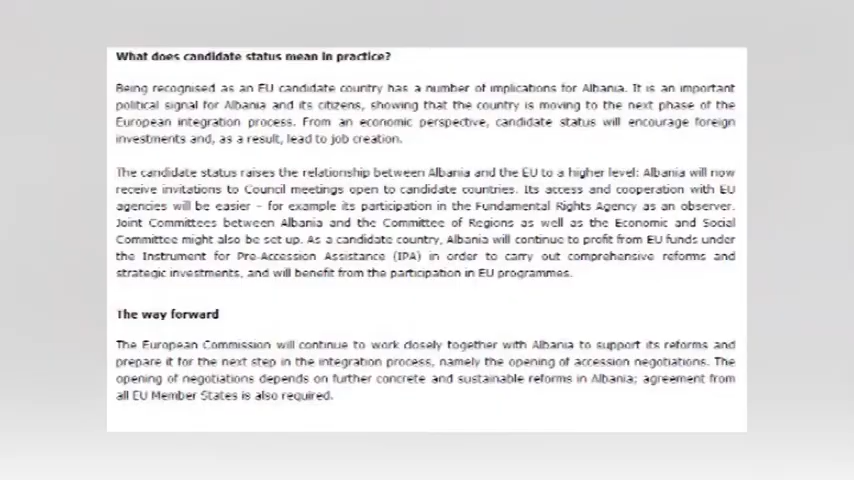 What does candidate status mean in practice?
Being recognised as an EU candidate country has a number of implications for Albania. It is an important
political signal for Albania and its citizens, showing that the country is moving to the next phase of the
European integration process. From an economic perspective, candidate status will encourage foreign
investments and, as a result, lead to job creation.
The candidate status raises the relationship between Albania and the EU to a higher level: Albania will now
receive invitations to Council meetings open to candidate countries. Its access and cooperation with EU
agencies will be easier - for example its participation in the Fundamental Rights Agency as an observer.
Joint Committees between Albania and the Committee of Regions as well as the Economic and Social
Committee might also be set up. As a candidate country, Albania will continue to profit from EU funds under
the Instrument for Pre-Accession Assistance (IPA) in order to carry out comprehensive reforms and
strategic investments, and will benefit from the participation in EU programmes.
The way forward
The European Commission will continue to work closely together with Albania to support its reforms and
prepare it for the next step in the integration process, namely the opening of accession negotiations. The
opening of negotiations depends on further concrete and sustainable reforms in Albania; agreement from
all EU Member States is also required.